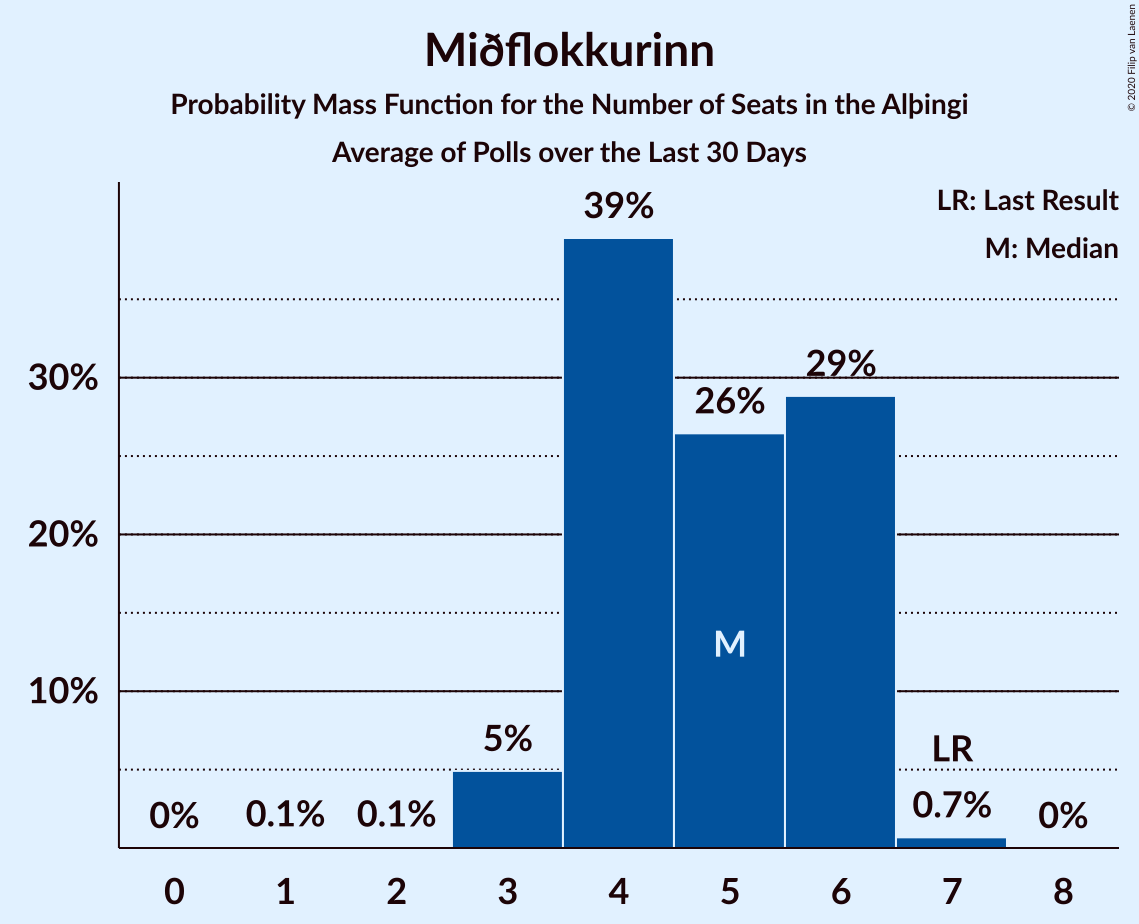 Miðflokkurinn
Probability Mass Function for the Number of Seats in the Alþingi
Average of Polls over the Last 30 Days
© 2020 Filip van Laenen
LR: Last Result
M: Median
39%
30%
29%
26%
20%
M
10%
5%
LR
0%
0.1%
0.1%
0.7%
0%
0 1 2 3 4 5 6 7 8